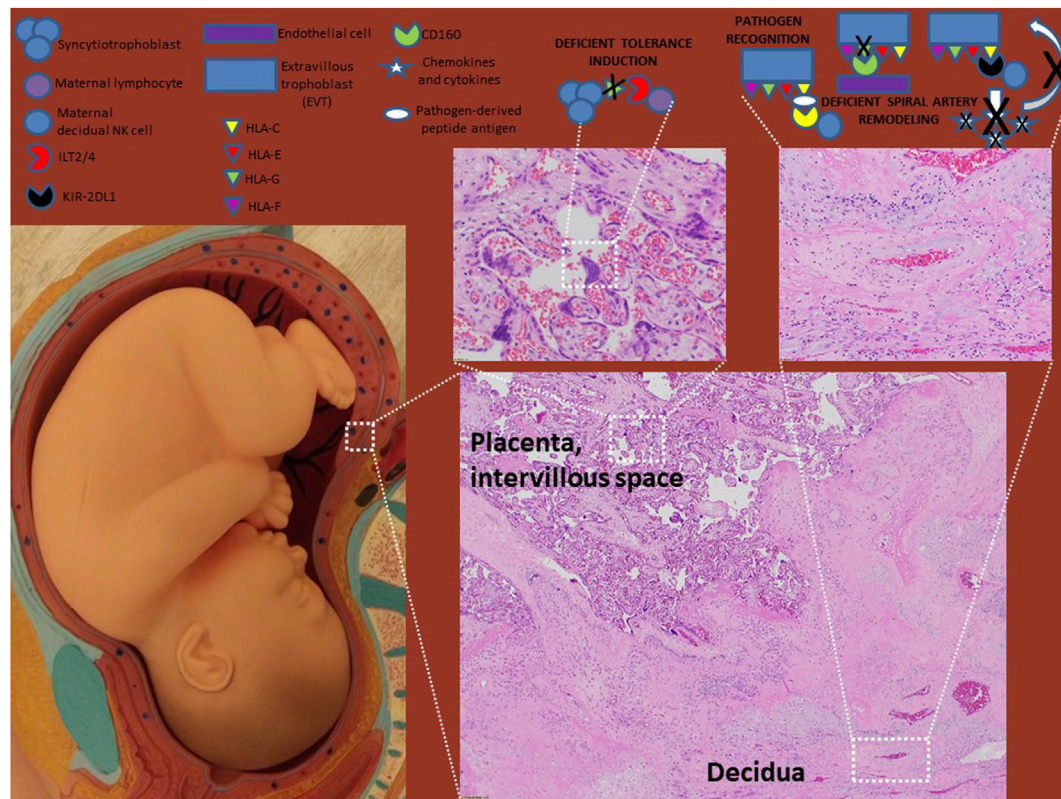 Syncytiotrophoblast
Maternal lymphocyte
Maternal
decidual NK cell
ILT2/4
KIR-2DL1
Endothelial cell
Extravillous
trophoblast
(EVT)
HLA-C
HLA-E
HLA-G
HLA-F
CD160
Chemokines
and cytokines
Pathogen-derived
peptide antigen
DEFICIENT TOLERANCE
INDUCTION
PATHOGEN
RECOGNITION
DEFICIENT SPIRAL ARTERY
REMODELING
Placenta,
intervillous space
Decidua